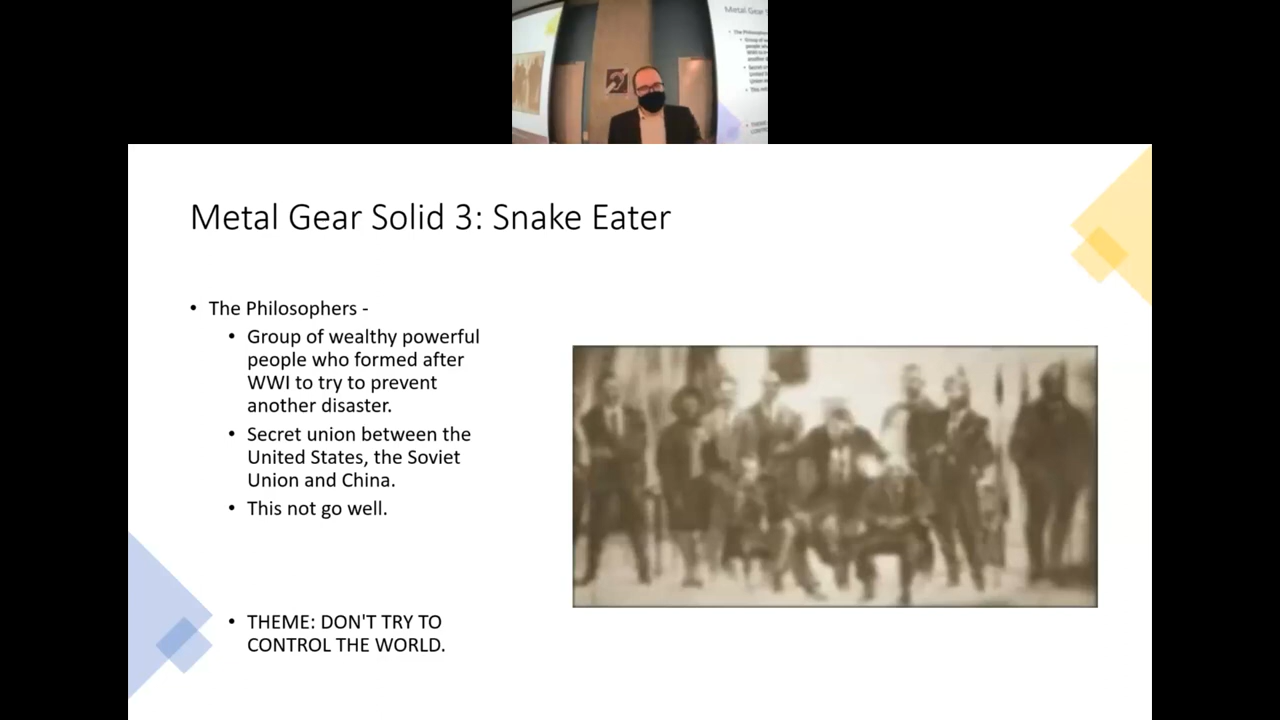 Metal Gear
Metal Gear Solid 3: Snake Eater
• The Philosophers -
• Group of wealthy powerful
people who formed after
WWI to try to prevent
another disaster.
• Secret union between the
United States, the Soviet
Union and China.
• This not go well.
• THEME: DON'T TRY TO
CONTROL THE WORLD.